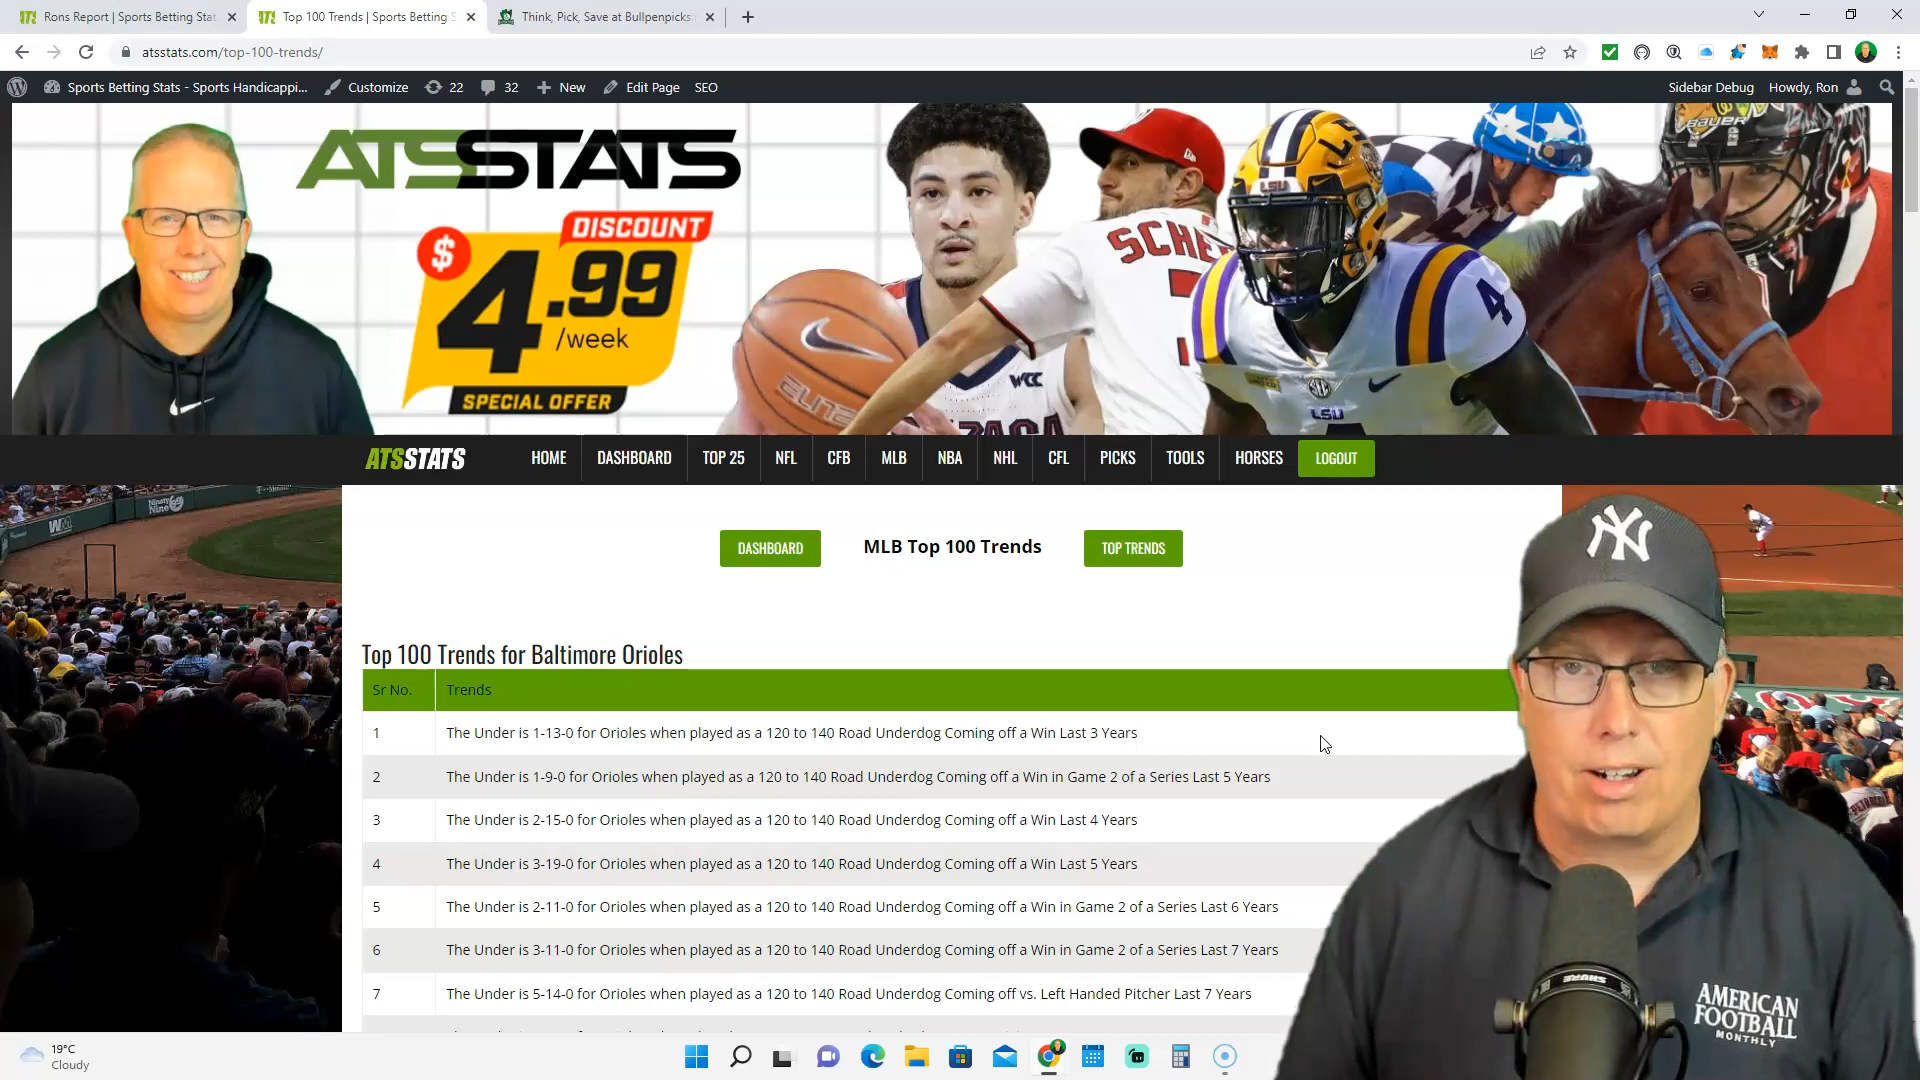 Rons Report | Sports Betting Stat
Top 100 Trends | Sports Betting S
Think, Pick, Save at Bullpenpicks.
atsstats.com/top-100-trends/
Sports Betting Stats - Sports Handicappi...
Customize
22
32
New
Edit Page
SEO
Sidebar Debug
Howdy, Ron
ATSSTATS
DISCOUNT
$
4.99
/week
SPECIAL OFFER
WCC
ELITE
SCHE
LSU
SEC
LSU
4
BAUER
ATSSTATS
HOME
DASHBOARD
TOP 25
NFL
CFB
MLB
NBA
NHL
CFL
PICKS
TOOLS
HORSES
LOGOUT
DASHBOARD
MLB Top 100 Trends
TOP TRENDS
Top 100 Trends for Baltimore Orioles
Sr No. Trends
1 The Under is 1-13-0 for Orioles when played as a 120 to 140 Road Underdog Coming off a Win Last 3 Years
2 The Under is 1-9-0 for Orioles when played as a 120 to 140 Road Underdog Coming off a Win in Game 2 of a Series Last 5 Years
3 The Under is 2-15-0 for Orioles when played as a 120 to 140 Road Underdog Coming off a Win Last 4 Years
4 The Under is 3-19-0 for Orioles when played as a 120 to 140 Road Underdog Coming off a Win Last 5 Years
5 The Under is 2-11-0 for Orioles when played as a 120 to 140 Road Underdog Coming off a Win in Game 2 of a Series Last 6 Years
6 The Under is 3-11-0 for Orioles when played as a 120 to 140 Road Underdog Coming off a Win in Game 2 of a Series Last 7 Years
7 The Under is 5-14-0 for Orioles when played as a 120 to 140 Road Underdog Coming off vs. Left Handed Pitcher Last 7 Years
NY
SHURE
AMERICAN
FOOTBALL
MONTHLY
19°C
Cloudy